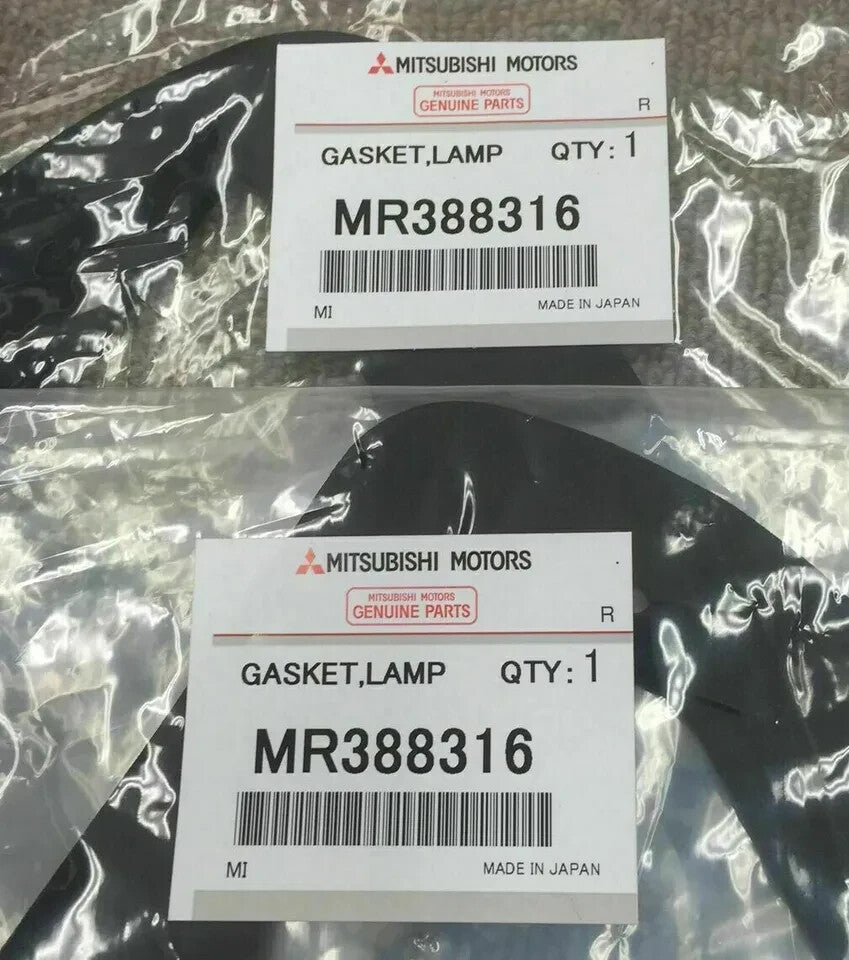 MITSUBISHI MOTORS
MITSUBISHI MOTORS
GENUINE PARTS
R
GASKET,LAMP QTY: 1
MR388316
MI MADE IN JAPAN
MITSUBISHI MOTORS
MITSUBISHI MOTORS
GENUINE PARTS
R
GASKET,LAMP QTY: 1
MR388316
MI MADE IN JAPAN